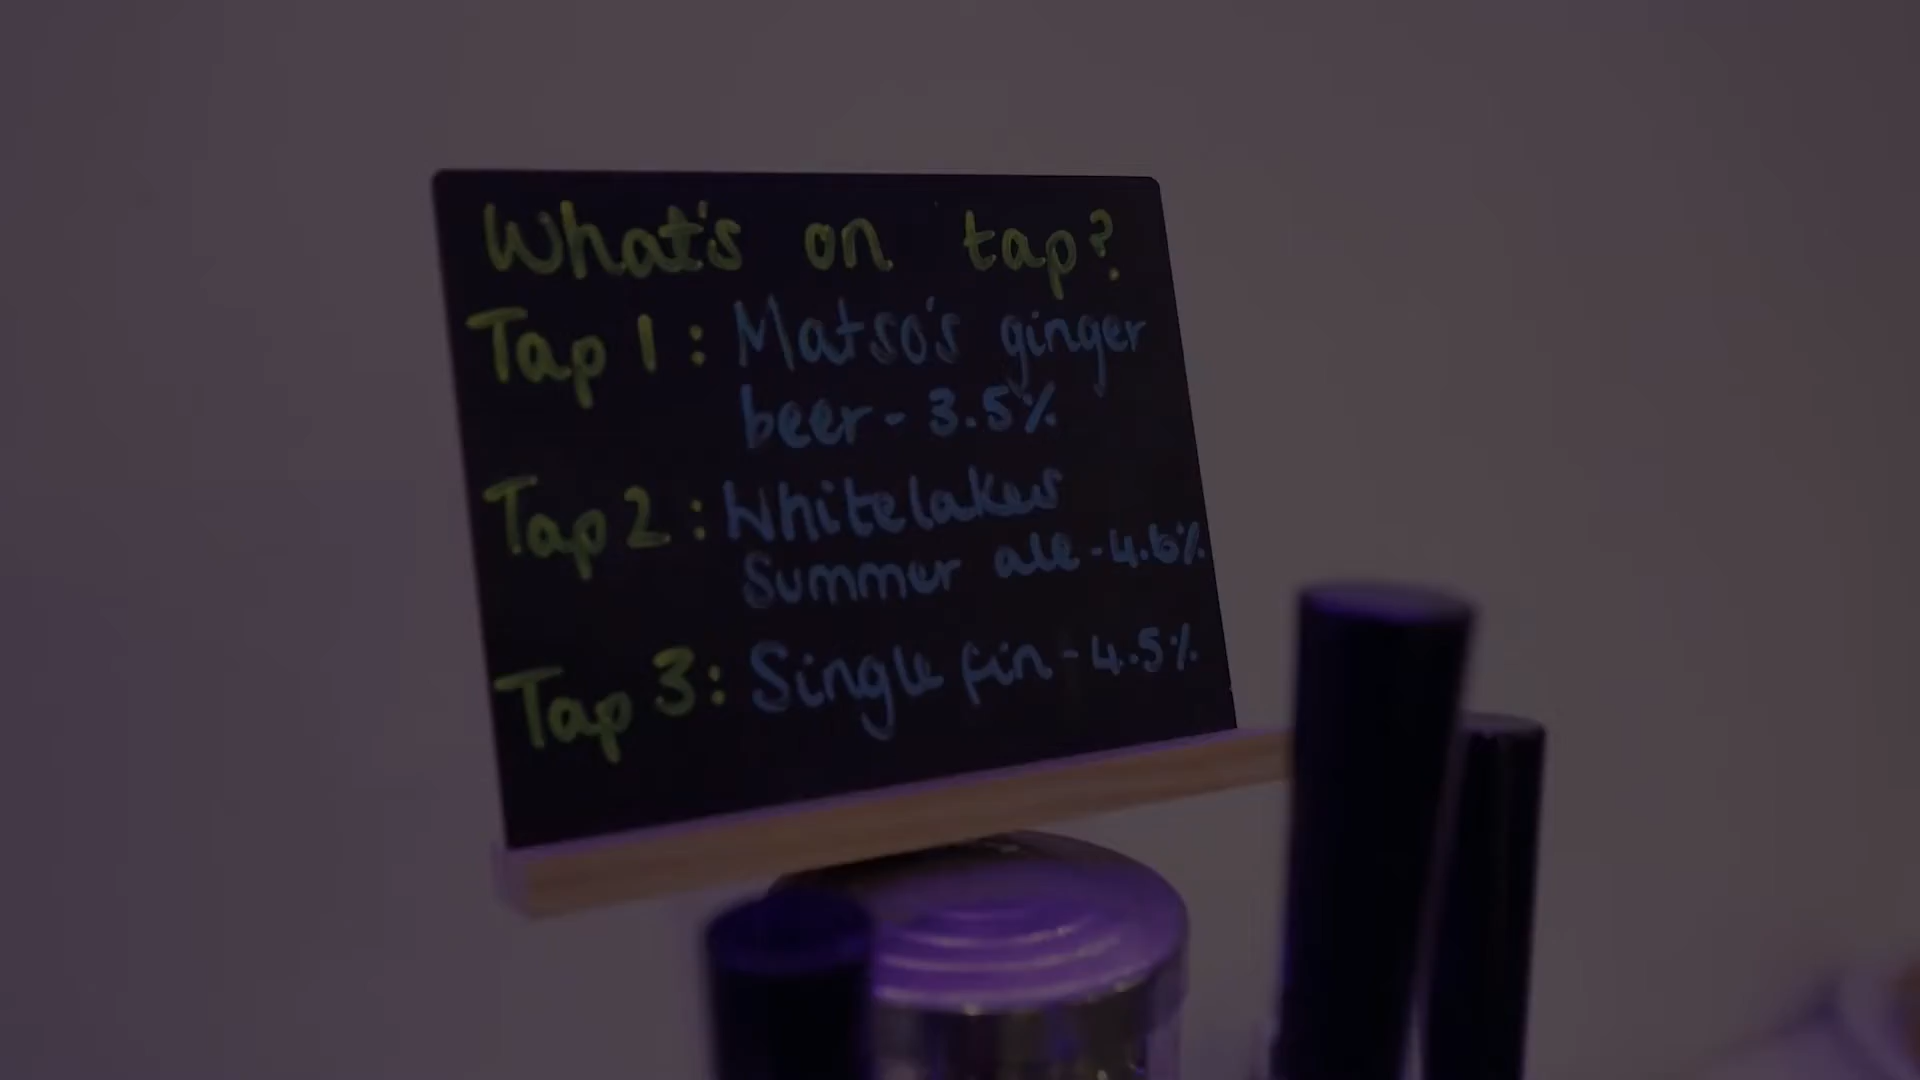 What's on tap?
Tap 1: Matso's ginger
beer - 3.5%
Tap 2: Whitelakes
Summer ale - 4.6%
Tap 3: Single fin - 4.5%